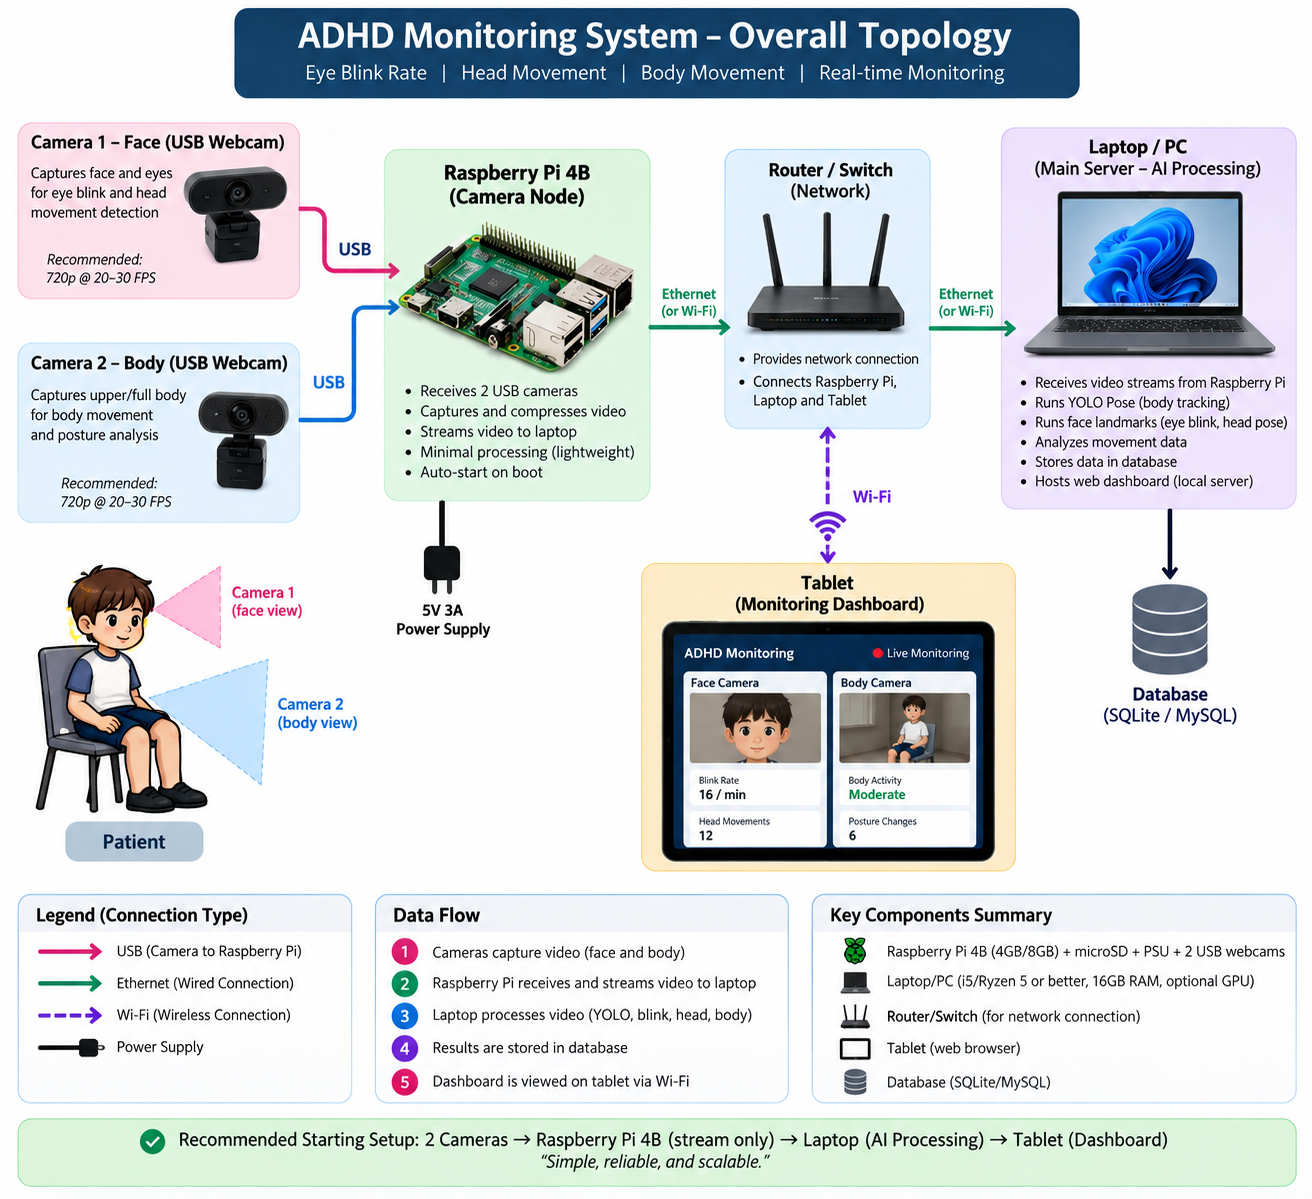 ADHD Monitoring System – Overall Topology
Eye Blink Rate | Head Movement | Body Movement | Real-time Monitoring
Camera 1 – Face (USB Webcam)
Captures face and eyes
for eye blink and head
movement detection
Recommended:
720p @ 20–30 FPS
USB
Camera 2 – Body (USB Webcam)
Captures upper/full body
for body movement
and posture analysis
Recommended:
720p @ 20–30 FPS
USB
Raspberry Pi 4B
(Camera Node)
• Receives 2 USB cameras
• Captures and compresses video
• Streams video to laptop
• Minimal processing (lightweight)
• Auto-start on boot
5V 3A
Power Supply
Ethernet
(or Wi-Fi)
Router / Switch
(Network)
• Provides network connection
• Connects Raspberry Pi,
Laptop and Tablet
Ethernet
(or Wi-Fi)
Laptop / PC
(Main Server – AI Processing)
• Receives video streams from Raspberry Pi
• Runs YOLO Pose (body tracking)
• Runs face landmarks (eye blink, head pose)
• Analyzes movement data
• Stores data in database
• Hosts web dashboard (local server)
Wi-Fi
Database
(SQLite / MySQL)
Camera 1
(face view)
Camera 2
(body view)
Patient
Tablet
(Monitoring Dashboard)
ADHD Monitoring
Live Monitoring
Face Camera
Body Camera
Blink Rate
16 / min
Body Activity
Moderate
Head Movements
12
Posture Changes
6
Legend (Connection Type)
USB (Camera to Raspberry Pi)
Ethernet (Wired Connection)
Wi-Fi (Wireless Connection)
Power Supply
Data Flow
1 Cameras capture video (face and body)
2 Raspberry Pi receives and streams video to laptop
3 Laptop processes video (YOLO, blink, head, body)
4 Results are stored in database
5 Dashboard is viewed on tablet via Wi-Fi
Key Components Summary
Raspberry Pi 4B (4GB/8GB) + microSD + PSU + 2 USB webcams
Laptop/PC (i5/Ryzen 5 or better, 16GB RAM, optional GPU)
Router/Switch (for network connection)
Tablet (web browser)
Database (SQLite/MySQL)
Recommended Starting Setup: 2 Cameras → Raspberry Pi 4B (stream only) → Laptop (AI Processing) → Tablet (Dashboard)
“Simple, reliable, and scalable.”